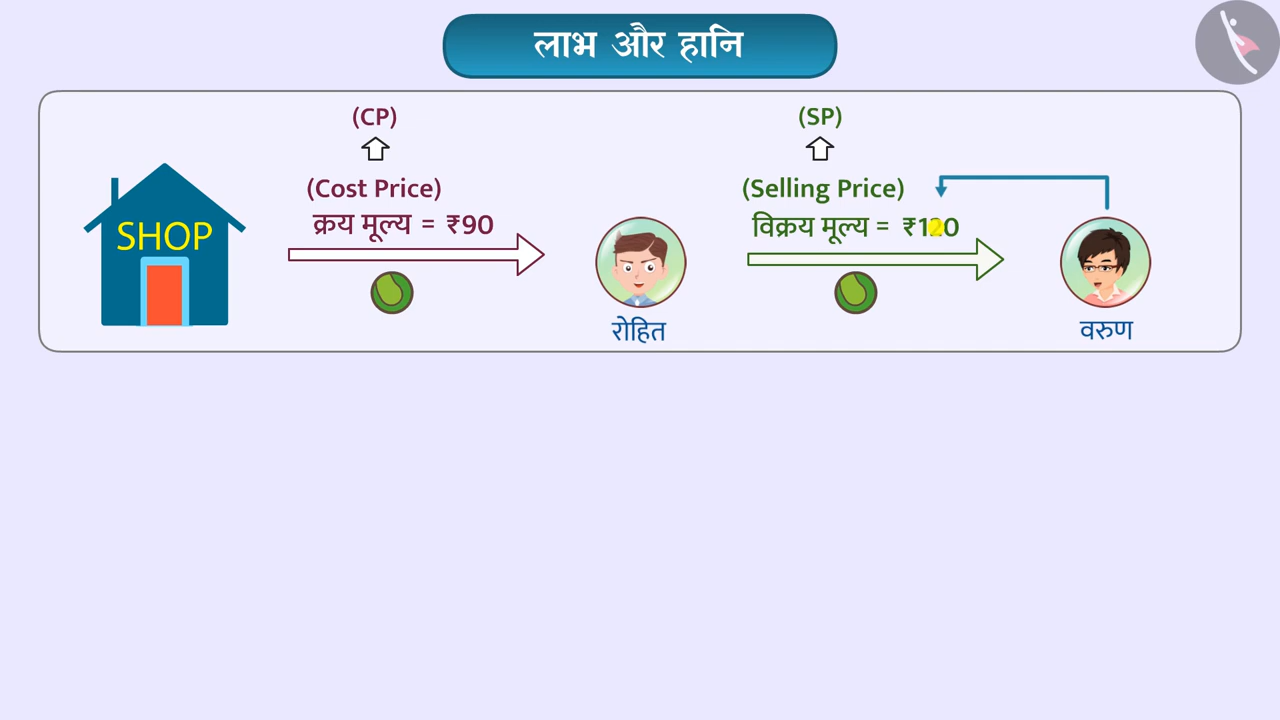 लाभ और हानि
(CP)
(Cost Price)
क्रय मूल्य = ₹90
SHOP
रोहित
(SP)
(Selling Price)
विक्रय मूल्य = ₹120
वरुण